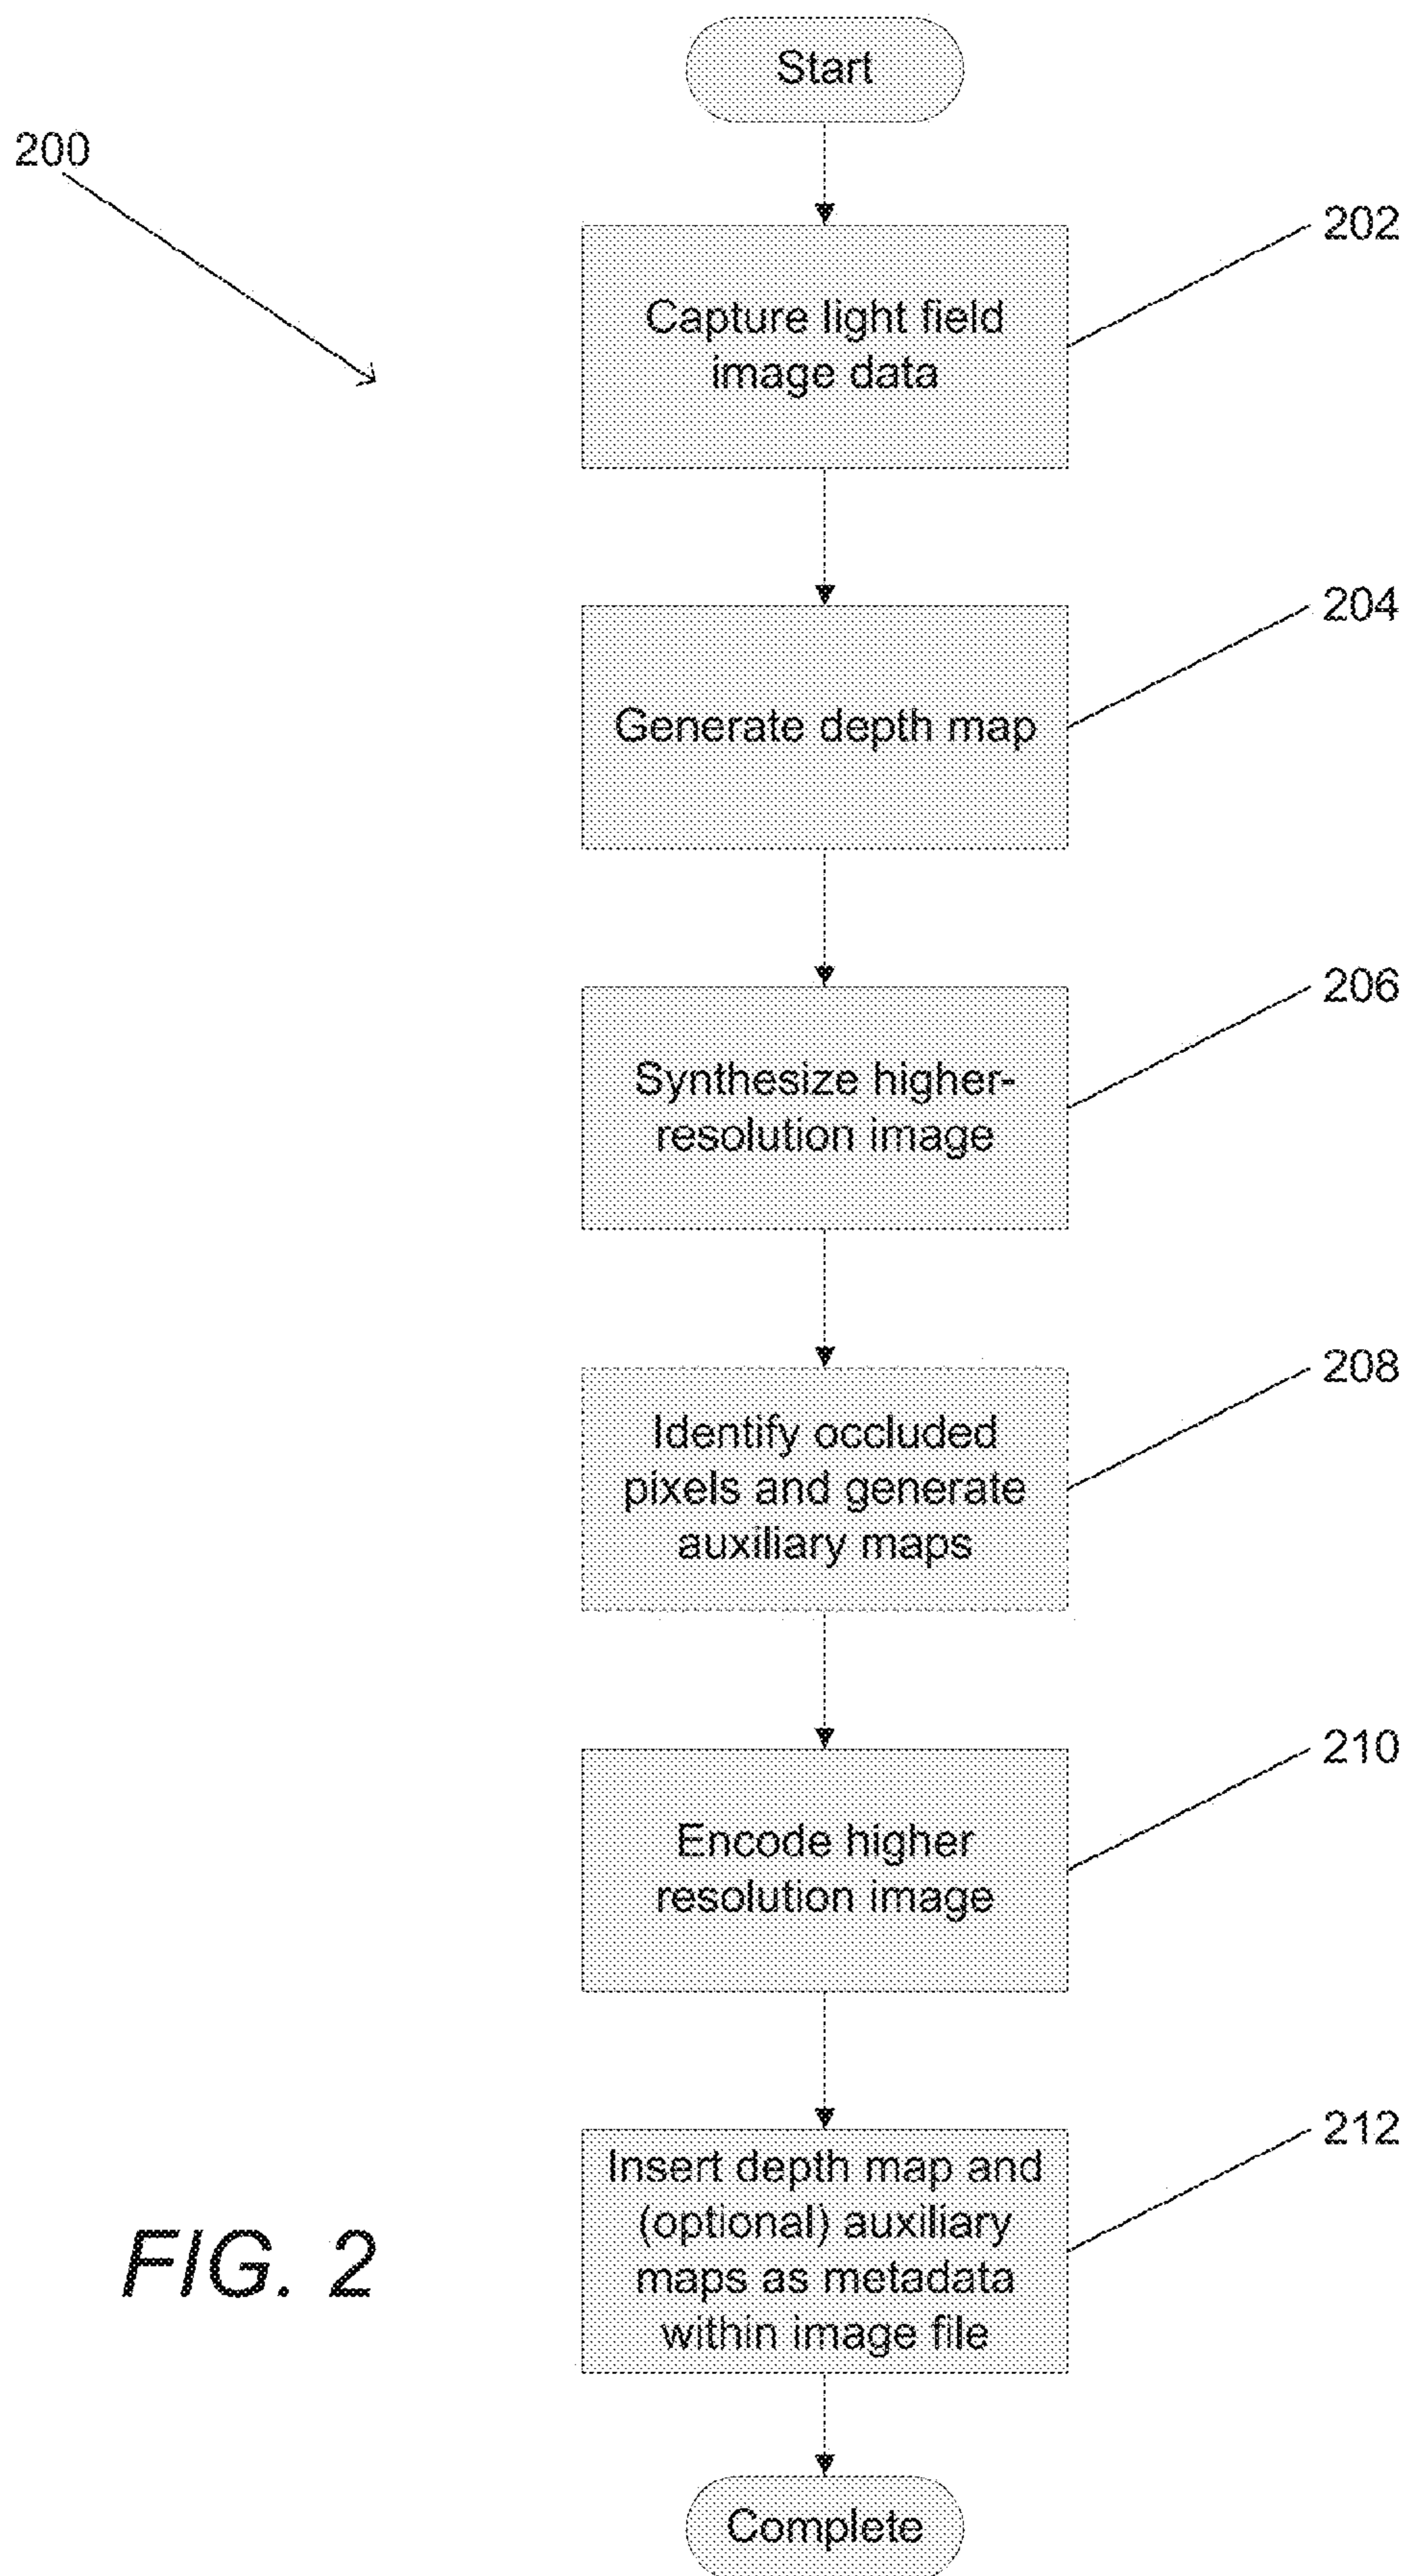 Start
200
202
Capture light field
image data
204
Generate depth map
206
Synthesize higher-
resolution image
208
Identify occluded
pixels and generate
auxiliary maps
210
Encode higher
resolution image
212
Insert depth map and
(optional) auxiliary
maps as metadata
within image file
FIG. 2
Complete